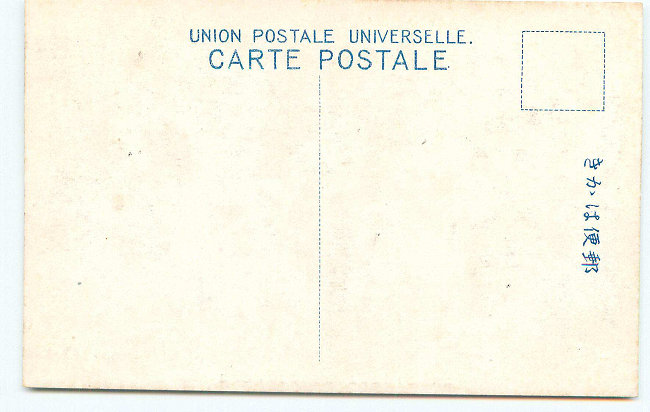 UNION POSTALE UNIVERSELLE.
CARTE POSTALE
郵便はかき